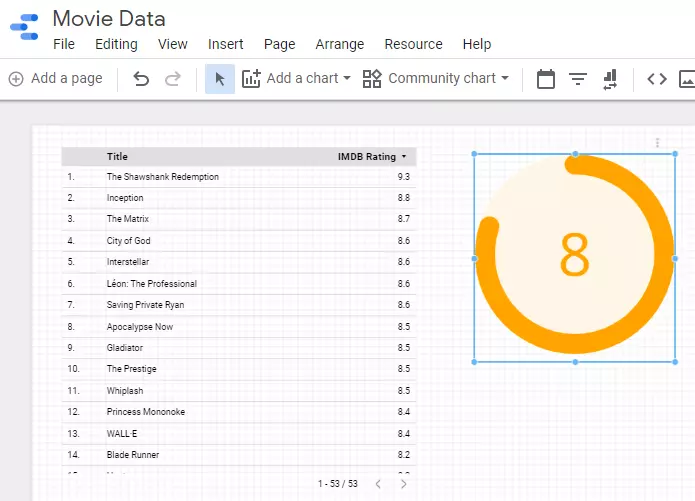 Movie Data
File Editing View Insert Page Arrange Resource Help
Add a page Add a chart Community chart
Title IMDB Rating
1. The Shawshank Redemption 9.3
2. Inception 8.8
3. The Matrix 8.7
4. City of God 8.6
5. Interstellar 8.6
6. Léon: The Professional 8.6
7. Saving Private Ryan 8.6
8. Apocalypse Now 8.5
9. Gladiator 8.5
10. The Prestige 8.5
11. Whiplash 8.5
12. Princess Mononoke 8.4
13. WALL·E 8.4
14. Blade Runner 8.2
1 - 53 / 53
8